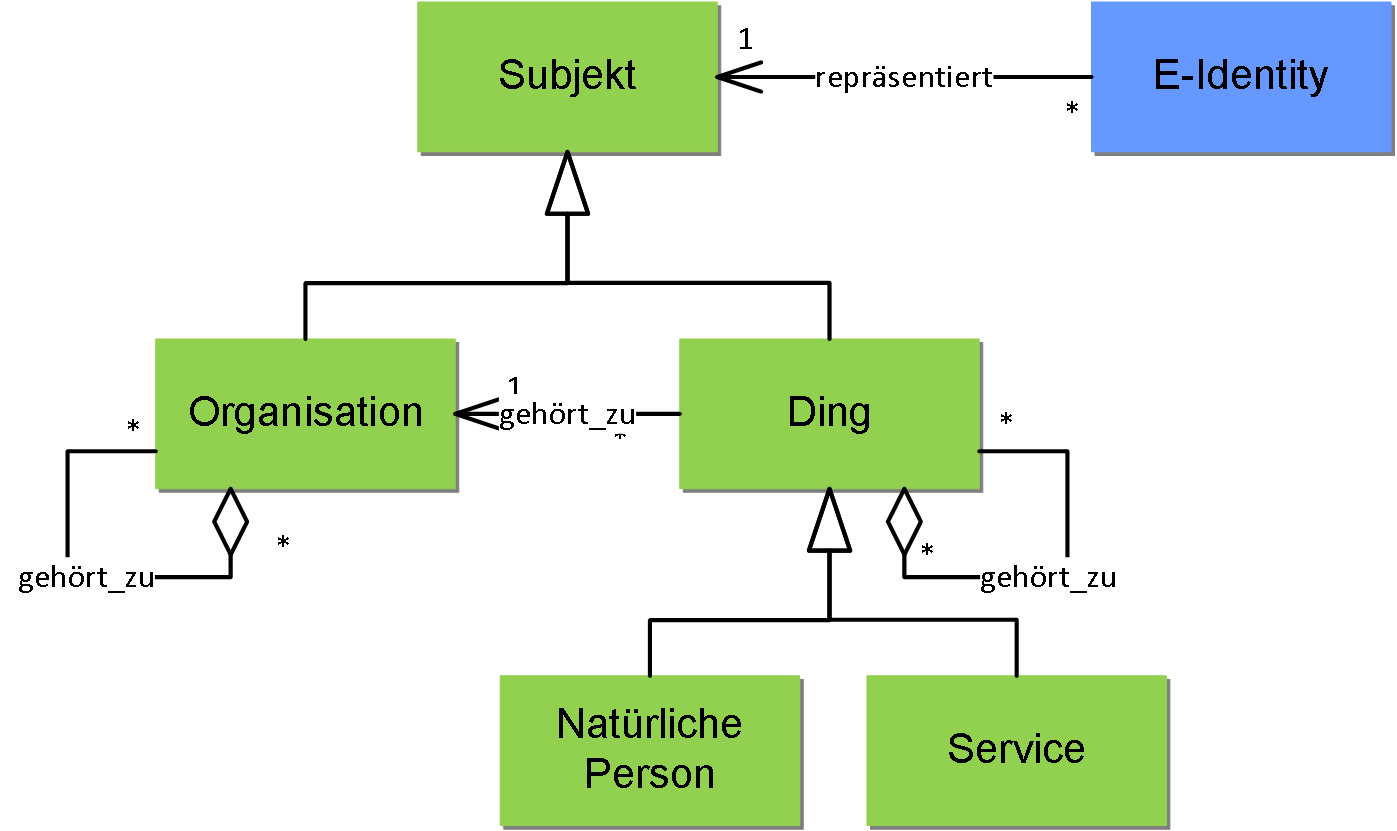 Subjekt
1
repräsentiert
*
E-Identity
Organisation
*
gehört_zu
*
1
gehört_zu
*
Ding
*
*
gehört_zu
Natürliche
Person
Service